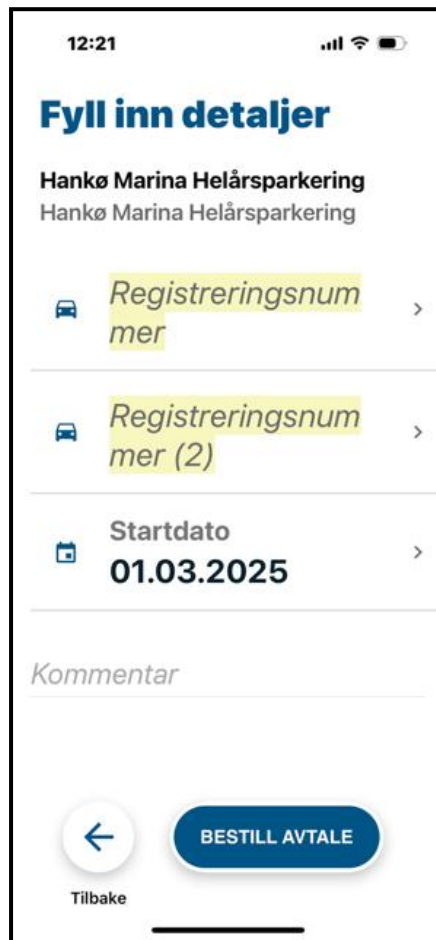 12:21
Fyll inn detaljer
Hankø Marina Helårsparkering
Hankø Marina Helårsparkering
Registreringsnum
mer
Registreringsnum
mer (2)
Startdato
01.03.2025
Kommentar
BESTILL AVTALE
Tilbake